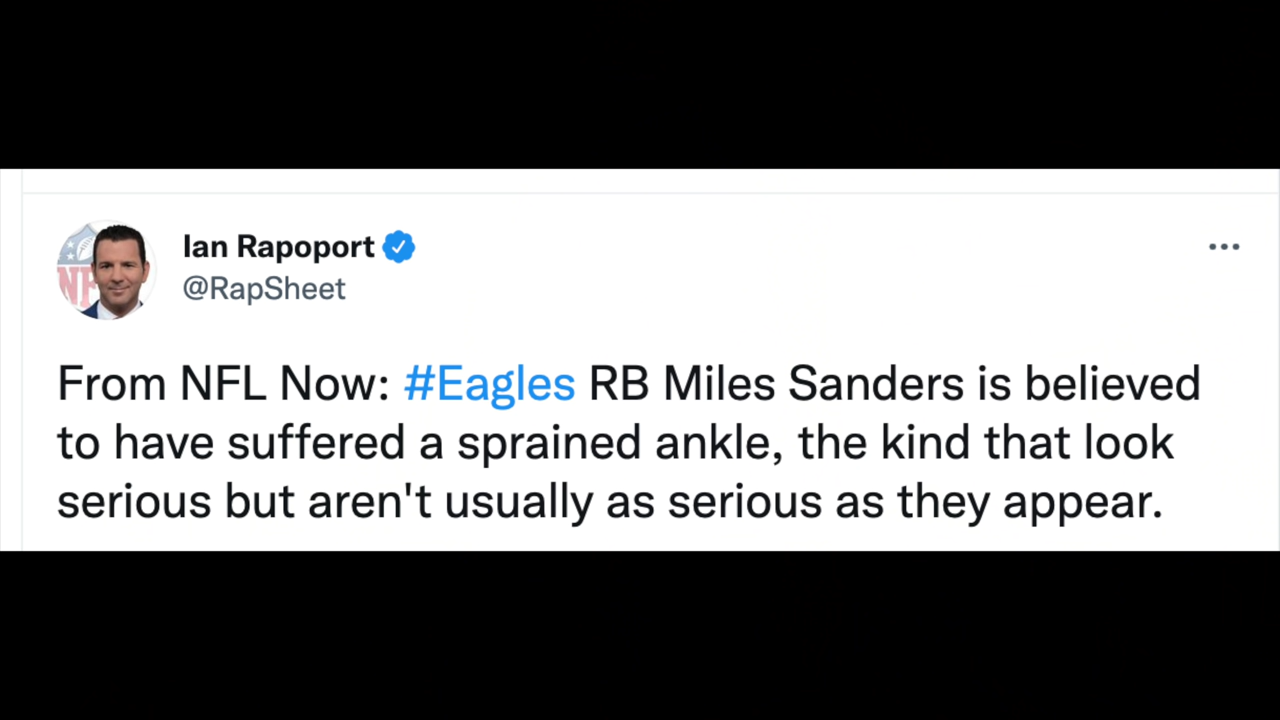 Ian Rapoport
@RapSheet
From NFL Now: #Eagles RB Miles Sanders is believed
to have suffered a sprained ankle, the kind that look
serious but aren't usually as serious as they appear.